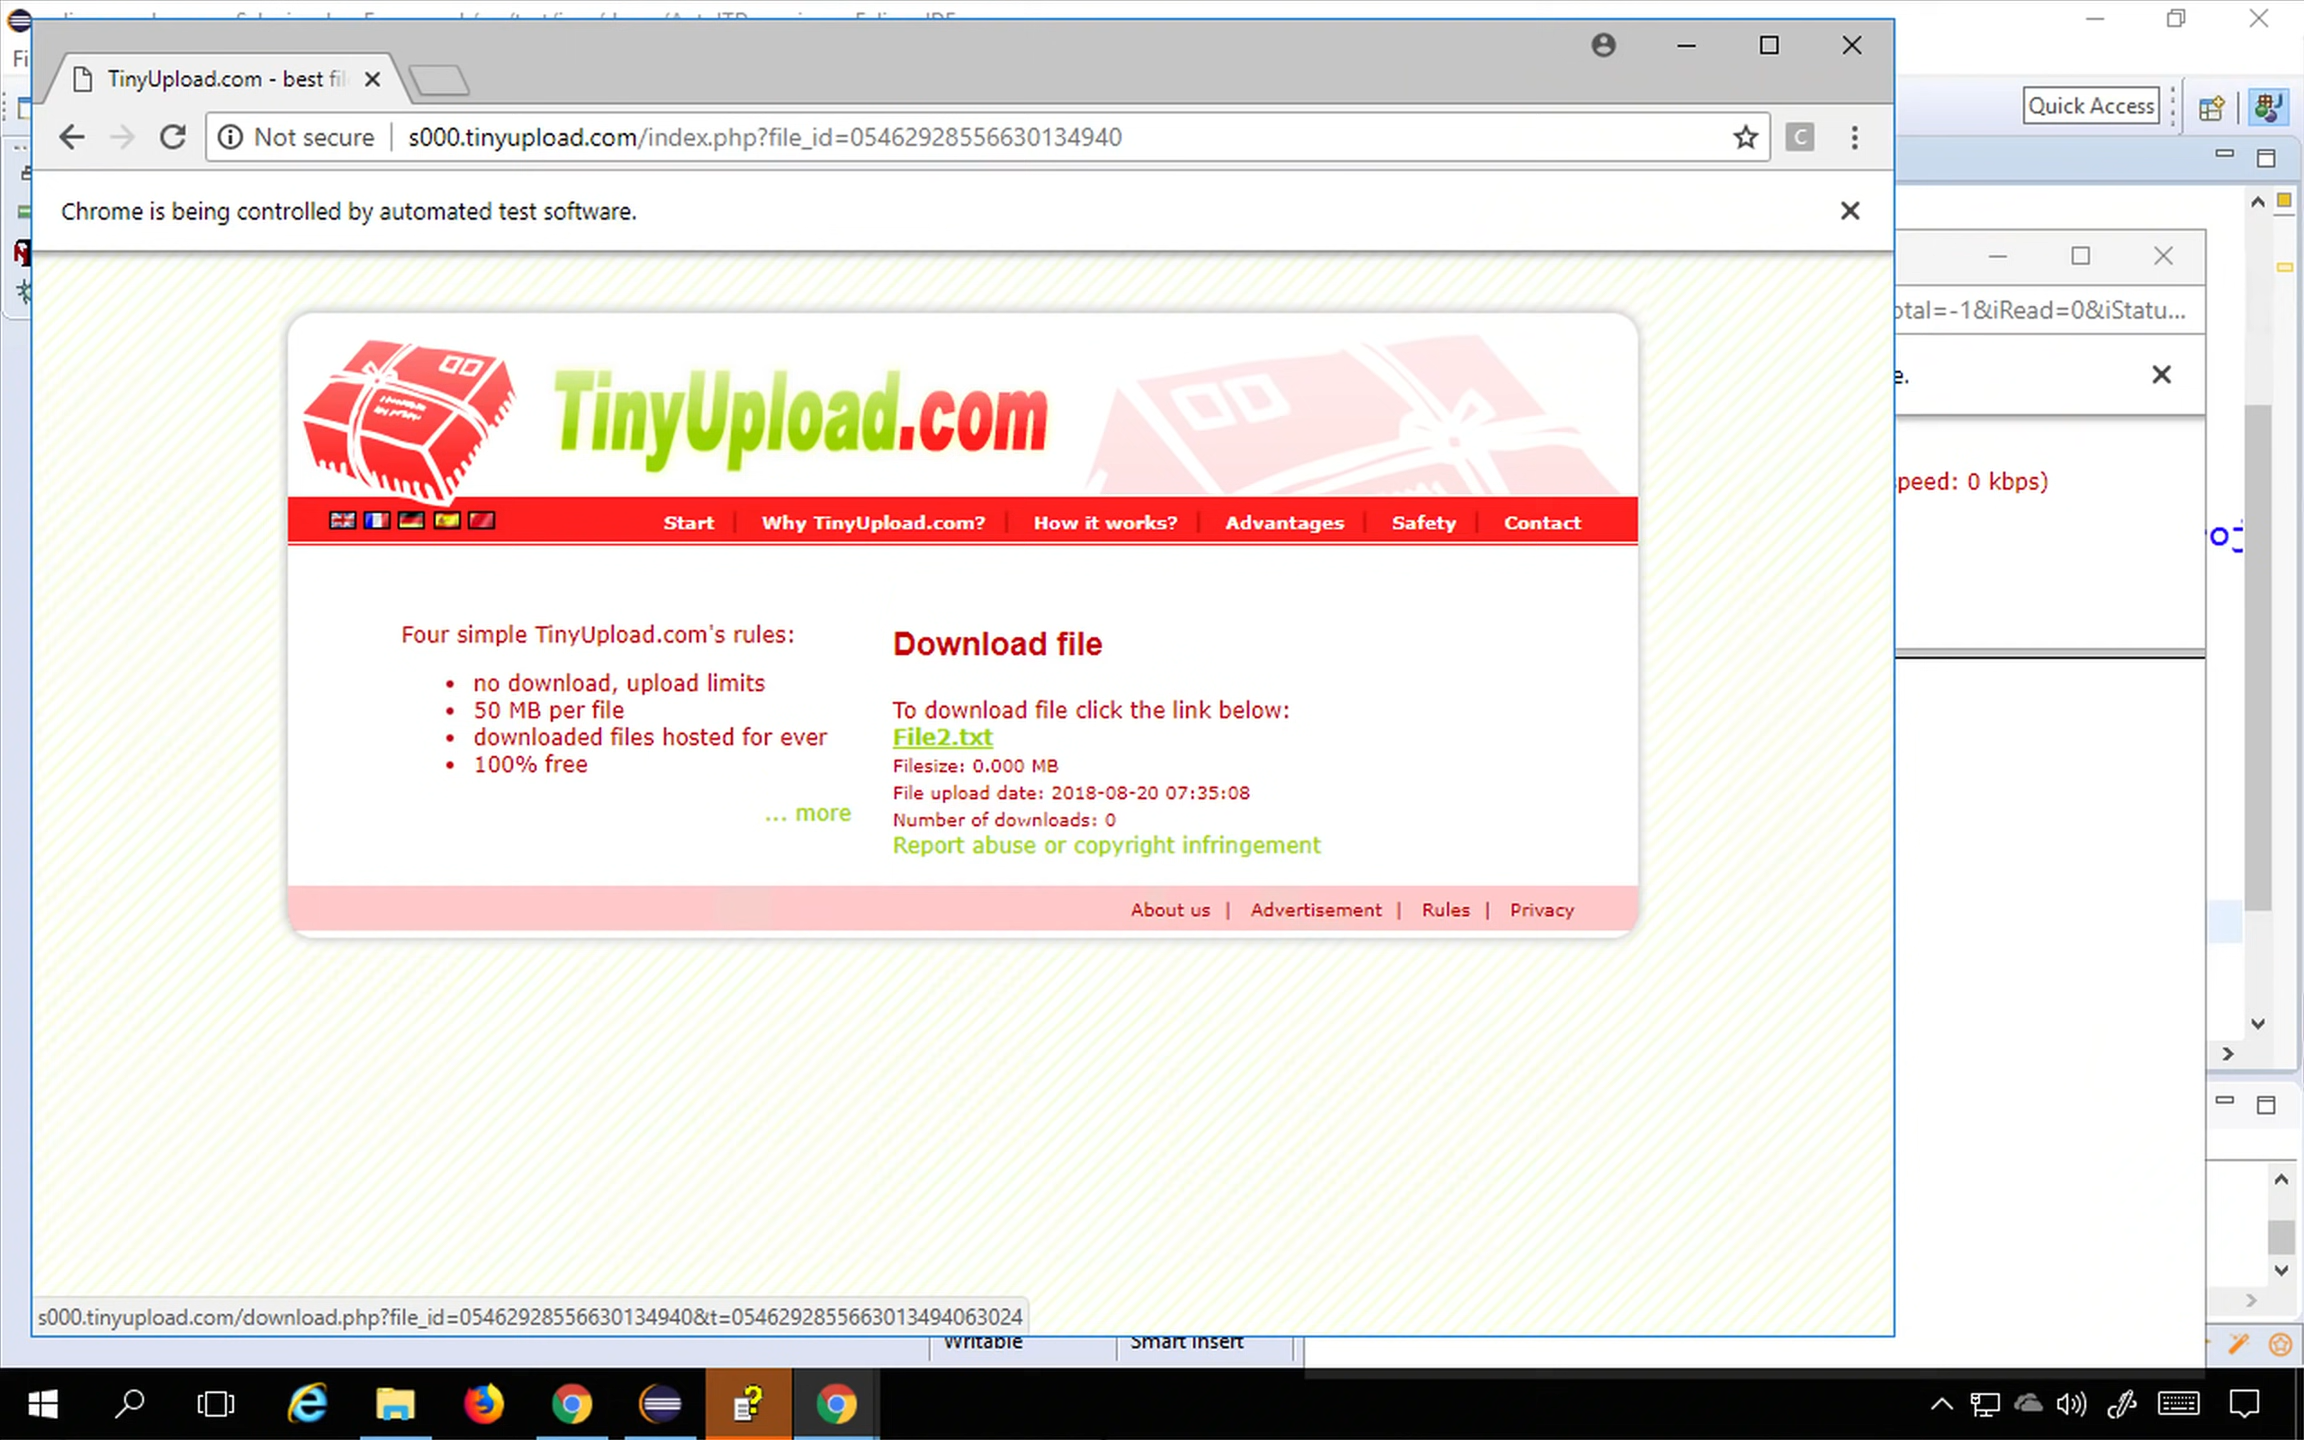 Fi
TinyUpload.com - best fil
Quick Access
Not secure
s000.tinyupload.com/index.php?file_id=05462928556630134940
C
Chrome is being controlled by automated test software.
otal=-1&iRead=0&iStatu...
e.
TinyUpload.com
peed: 0 kbps)
Start
Why TinyUpload.com?
How it works?
Advantages
Safety
Contact
Four simple TinyUpload.com's rules:
• no download, upload limits
• 50 MB per file
• downloaded files hosted for ever
• 100% free
... more
Download file
To download file click the link below:
File2.txt
Filesize: 0.000 MB
File upload date: 2018-08-20 07:35:08
Number of downloads: 0
Report abuse or copyright infringement
About us | Advertisement | Rules | Privacy
s000.tinyupload.com/download.php?file_id=05462928556630134940&t=0546292855663013494063024
Writable
Smart Insert